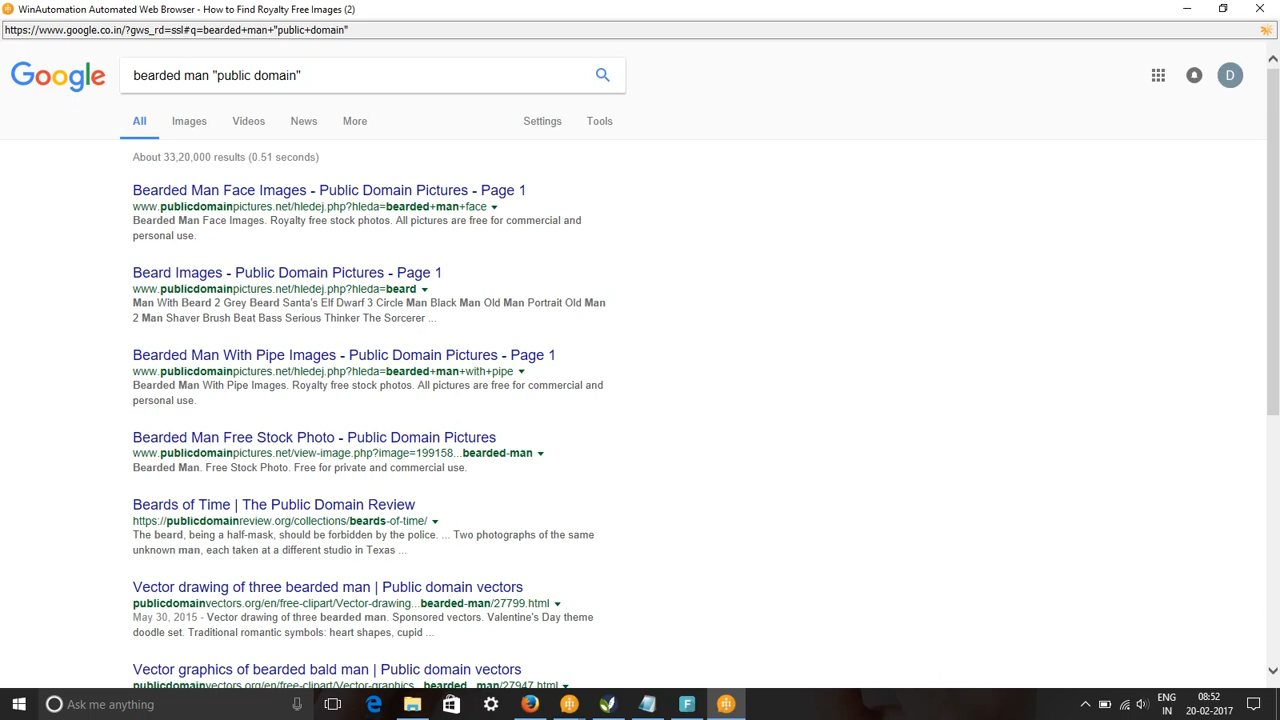 WinAutomation Automated Web Browser - How to Find Royalty Free Images (2)
https://www.google.co.in/?gws_rd=ssl#q=bearded+man+"public+domain"
Google
bearded man "public domain"
D
All Images Videos News More Settings Tools
About 33,20,000 results (0.51 seconds)
Bearded Man Face Images - Public Domain Pictures - Page 1
www.publicdomainpictures.net/hledej.php?hleda=bearded+man+face
Bearded Man Face Images. Royalty free stock photos. All pictures are free for commercial and
personal use.
Beard Images - Public Domain Pictures - Page 1
www.publicdomainpictures.net/hledej.php?hleda=beard
Man With Beard 2 Grey Beard Santa's Elf Dwarf 3 Circle Man Black Man Old Man Portrait Old Man
2 Man Shaver Brush Beat Bass Serious Thinker The Sorcerer ...
Bearded Man With Pipe Images - Public Domain Pictures - Page 1
www.publicdomainpictures.net/hledej.php?hleda=bearded+man+with+pipe
Bearded Man With Pipe Images. Royalty free stock photos. All pictures are free for commercial and
personal use.
Bearded Man Free Stock Photo - Public Domain Pictures
www.publicdomainpictures.net/view-image.php?image=199158...bearded-man
Bearded Man. Free Stock Photo. Free for private and commercial use.
Beards of Time | The Public Domain Review
https://publicdomainreview.org/collections/beards-of-time/
The beard, being a half-mask, should be forbidden by the police. ... Two photographs of the same
unknown man, each taken at a different studio in Texas ...
Vector drawing of three bearded man | Public domain vectors
publicdomainvectors.org/en/free-clipart/Vector-drawing...bearded-man/27799.html
May 30, 2015 - Vector drawing of three bearded man. Sponsored vectors. Valentine's Day theme
doodle set. Traditional romantic symbols: heart shapes, cupid ...
Vector graphics of bearded bald man | Public domain vectors
publicdomainvectors.org/en/free-clipart/Vector-graphics...bearded...man/27947.html
Ask me anything
ENG 08:52
IN 20-02-2017